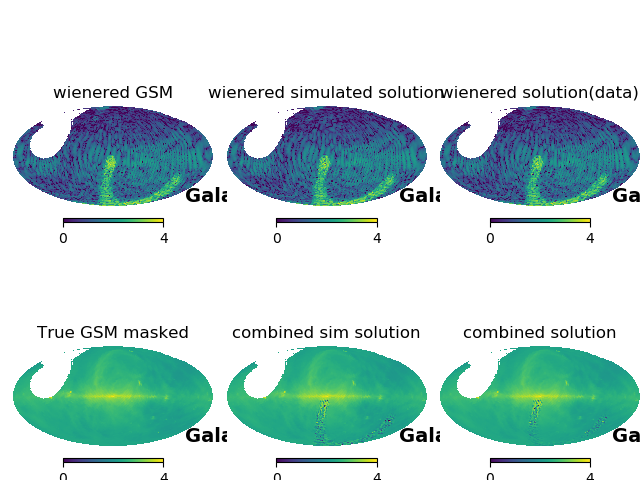 wienered GSM
wienered simulated solution
wienered solution(data)
Gala
Gala
Ga
0 4
0 4
0 4
True GSM masked
combined sim solution
combined solution
Gala
Gala
Ga
0 4
0 4
0 4